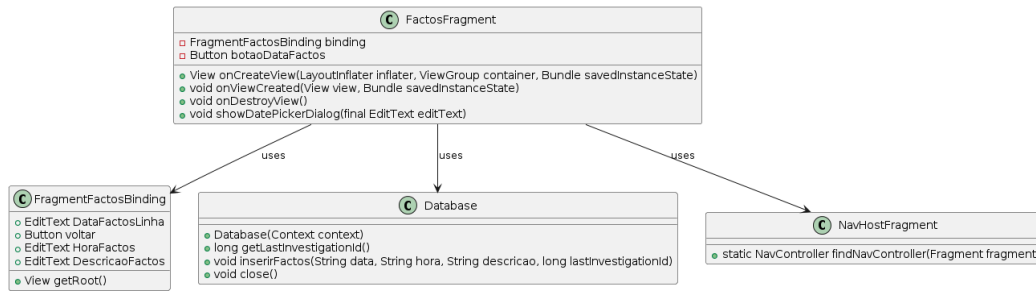 C FactosFragment
FragmentFactosBinding binding
Button botaoDataFactos
View onCreateView(LayoutInflater inflater, ViewGroup container, Bundle savedInstanceState)
void onViewCreated(View view, Bundle savedInstanceState)
void onDestroyView()
void showDatePickerDialog(final EditText editText)
uses
uses
uses
C FragmentFactosBinding
EditText DataFactosLinha
Button voltar
EditText HoraFactos
EditText DescricaoFactos
View getRoot()
C Database
Database(Context context)
long getLastInvestigationId()
void inserirFactos(String data, String hora, String descricao, long lastInvestigationId)
void close()
C NavHostFragment
static NavController findNavController(Fragment fragment